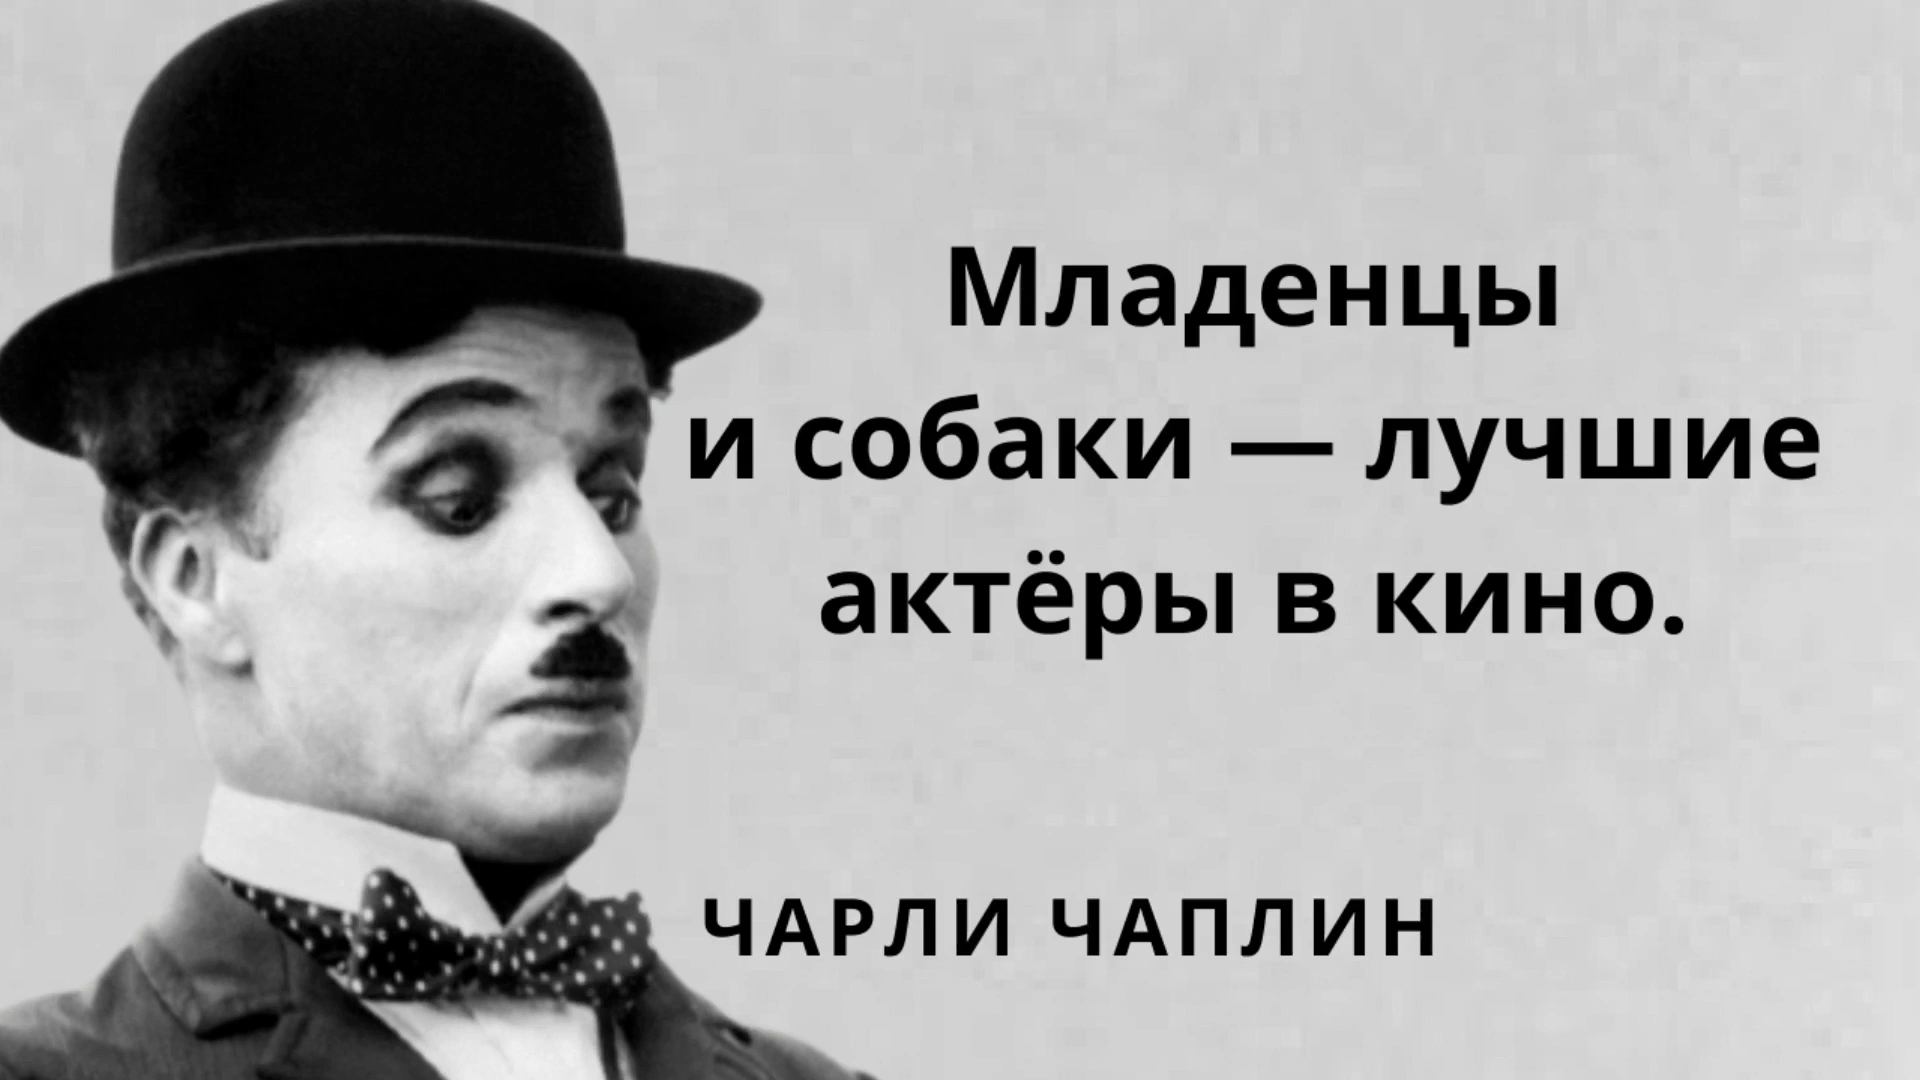 Младенцы
и собаки — лучшие
актёры в кино.
ЧАРЛИ ЧАПЛИН